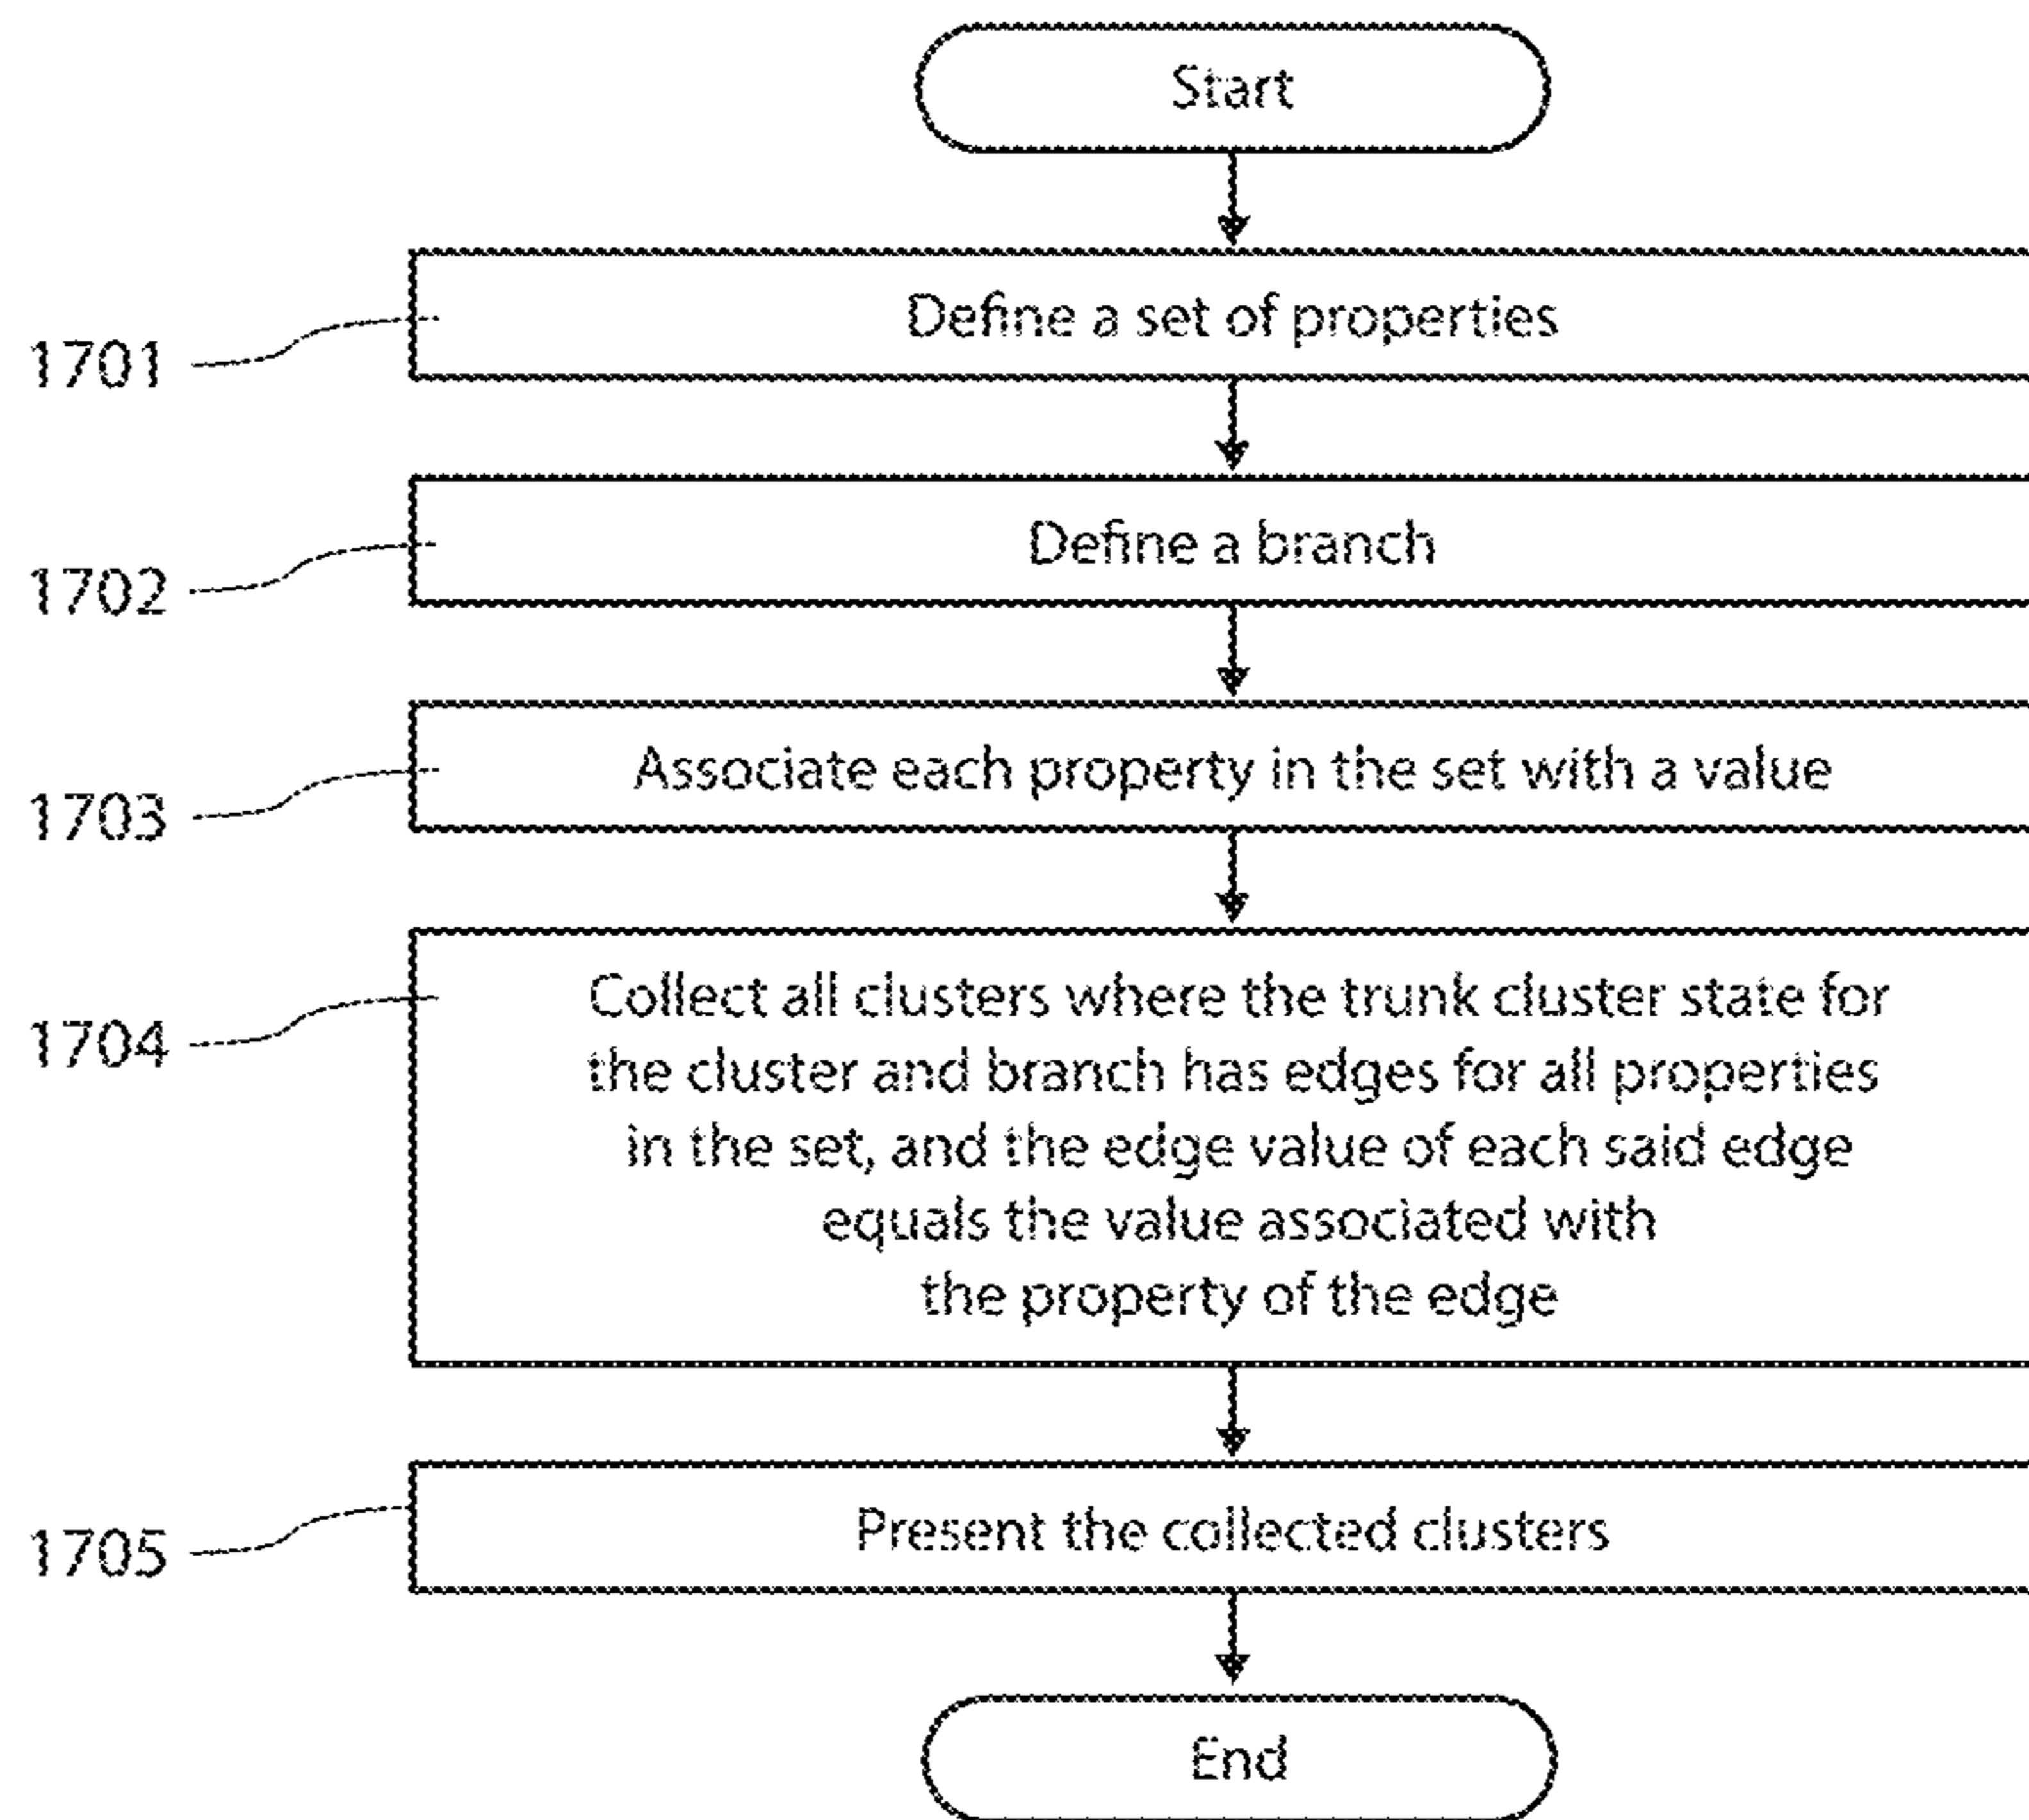 Start
1701
Define a set of properties
1702
Define a branch
1703
Associate each property in the set with a value
1704
Collect all clusters where the trunk cluster state for
the cluster and branch has edges for all properties
in the set, and the edge value of each said edge
equals the value associated with
the property of the edge
1705
Present the collected clusters
End